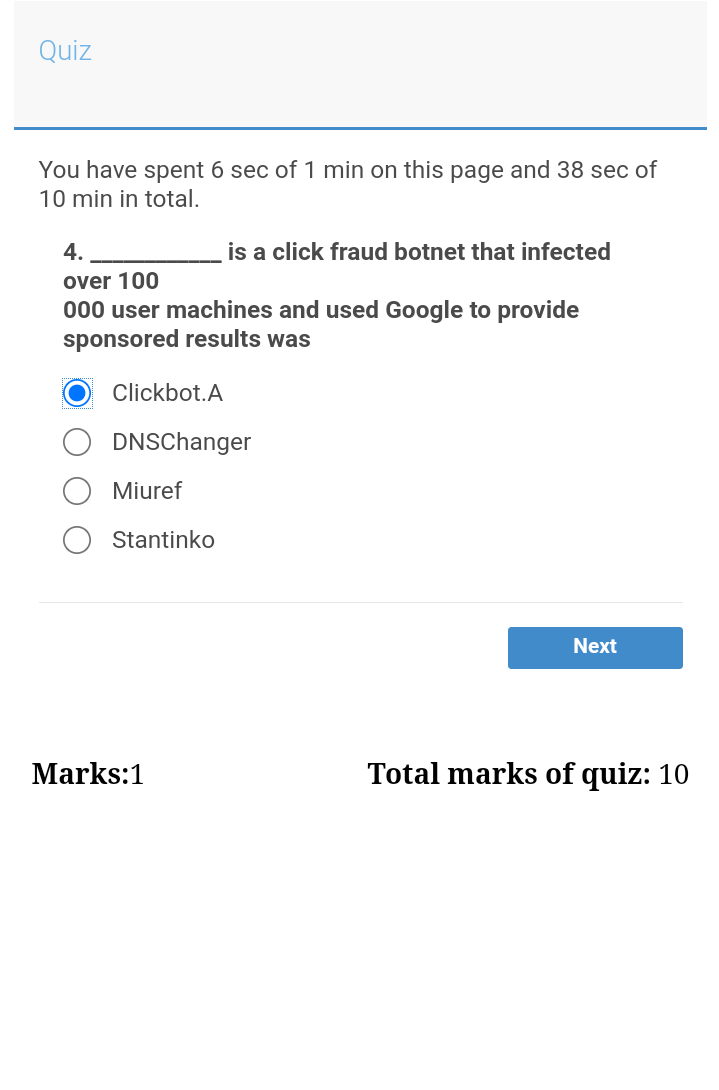 Quiz
You have spent 6 sec of 1 min on this page and 38 sec of
10 min in total.
4. ____________ is a click fraud botnet that infected
over 100
000 user machines and used Google to provide
sponsored results was
Clickbot.A
DNSChanger
Miuref
Stantinko
Next
Marks:1 Total marks of quiz: 10